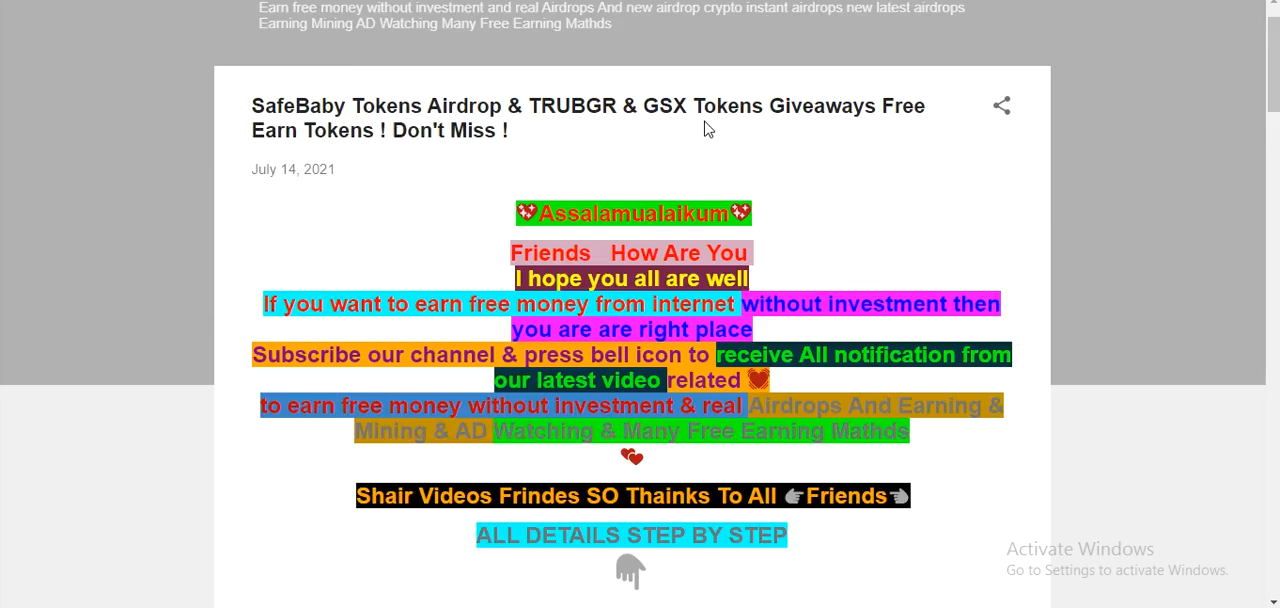 Earn free money without investment and real Airdrops And new airdrop crypto instant airdrops new latest airdrops
Earning Mining AD Watching Many Free Earning Mathds
SafeBaby Tokens Airdrop & TRUBGR & GSX Tokens Giveaways Free
Earn Tokens ! Don't Miss !
July 14, 2021
💖Assalamualaikum💖
Friends How Are You
I hope you all are well
If you want to earn free money from internet without investment then
you are are right place
Subscribe our channel & press bell icon to receive All notification from
our latest video related 💓
to earn free money without investment & real Airdrops And Earning &
Mining & AD Watching & Many Free Earning Mathds
💕
Shair Videos Frindes SO Thainks To All 👉Friends👈
ALL DETAILS STEP BY STEP
👇
Activate Windows
Go to Settings to activate Windows.